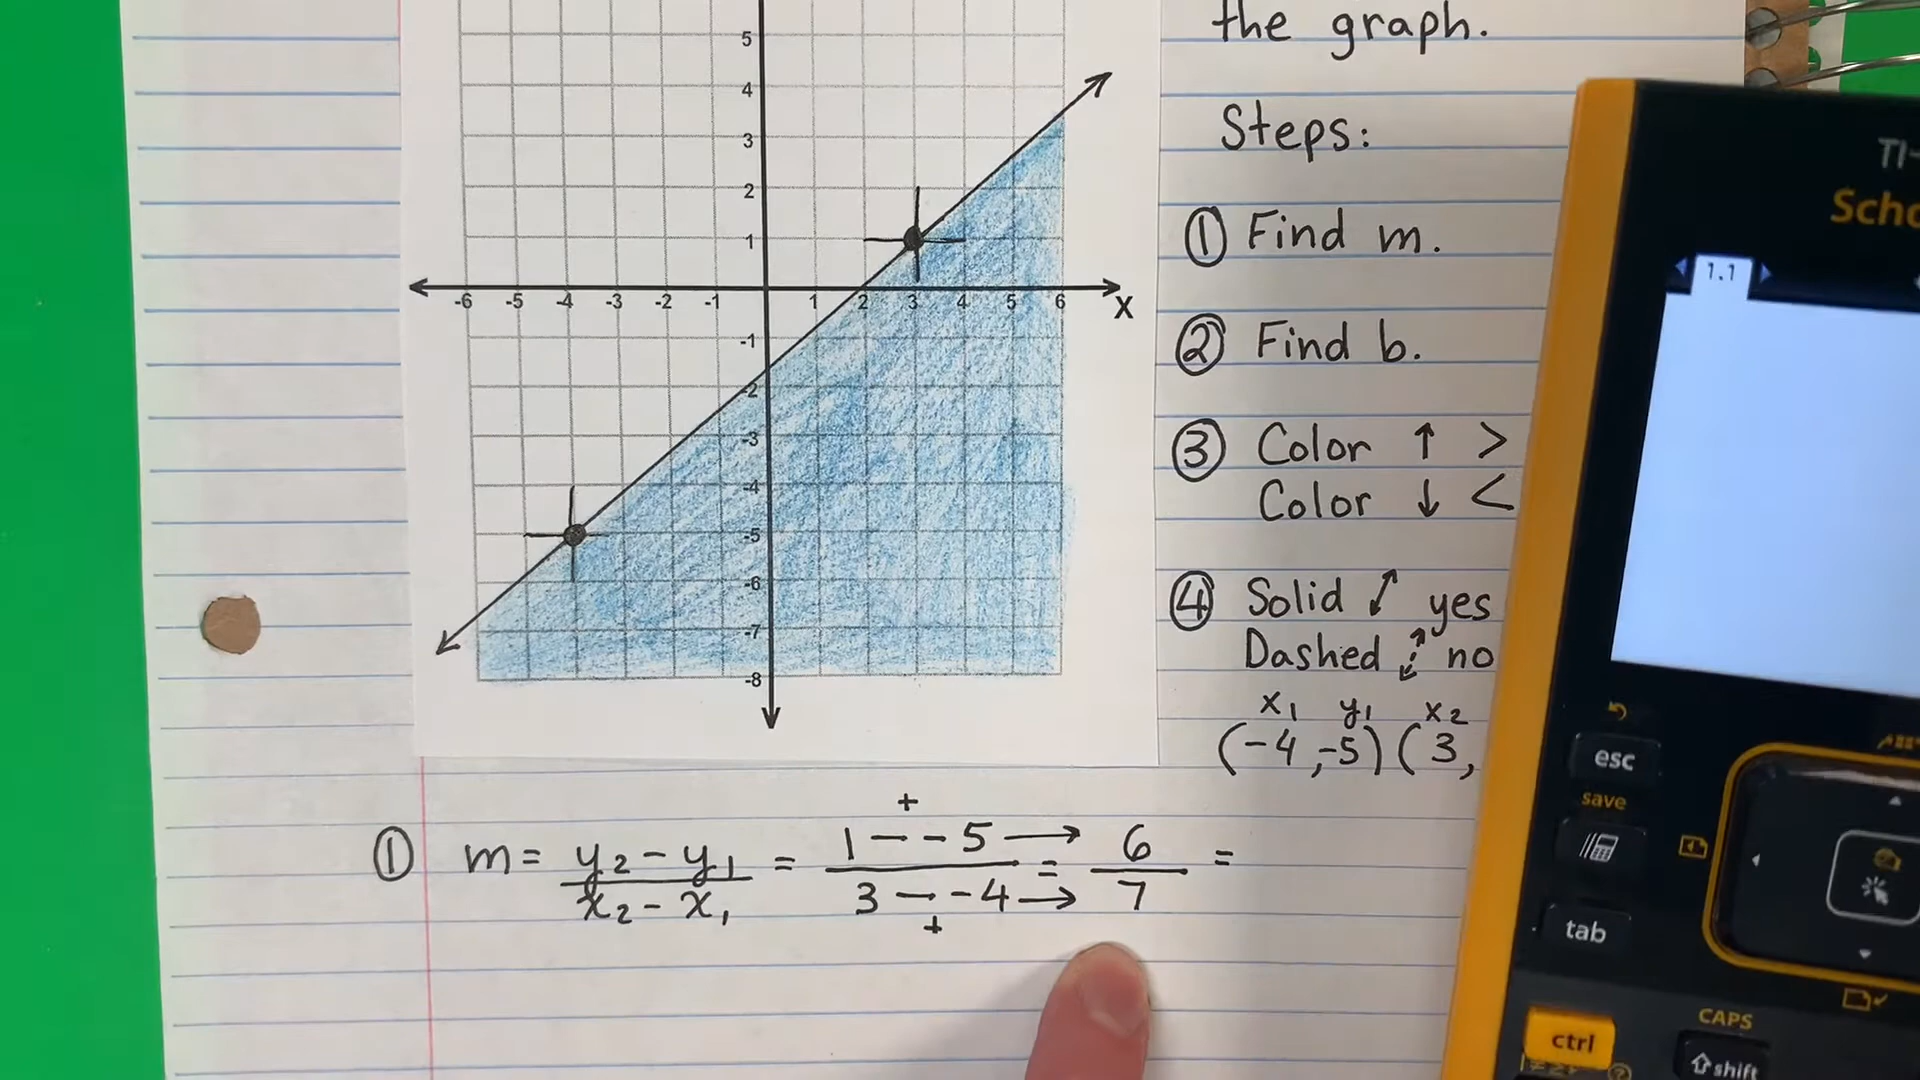 the graph.
Steps:
① Find m.
② Find b.
③ Color ↑ >
Color ↓ <
④ Solid ↗ yes
Dashed ↗ no
x₁ y₁ x₂
(-4,-5) (3,
5
4
3
2
1
-6 -5 -4 -3 -2 -1 1 2 3 4 5 6 X
-1
-2
-3
-4
-5
-6
-7
-8
① m = y₂ - y₁ / x₂ - x₁ = 1 - - 5 → / 3 - - 4 → = 6 / 7 =
+
+
TI-
1.1
esc
save
tab
ctrl
CAPS
⇧shift